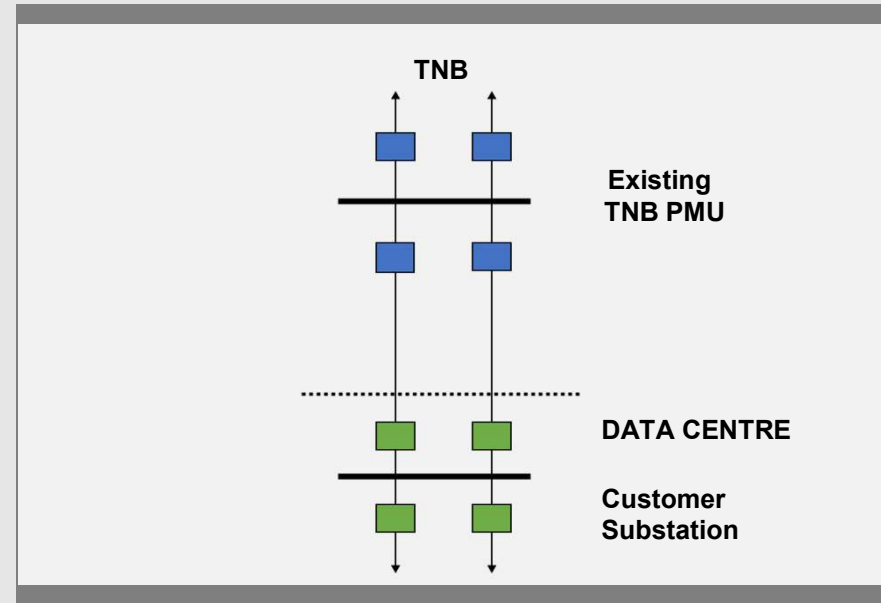 TNB
Existing
TNB PMU
DATA CENTRE
Customer
Substation